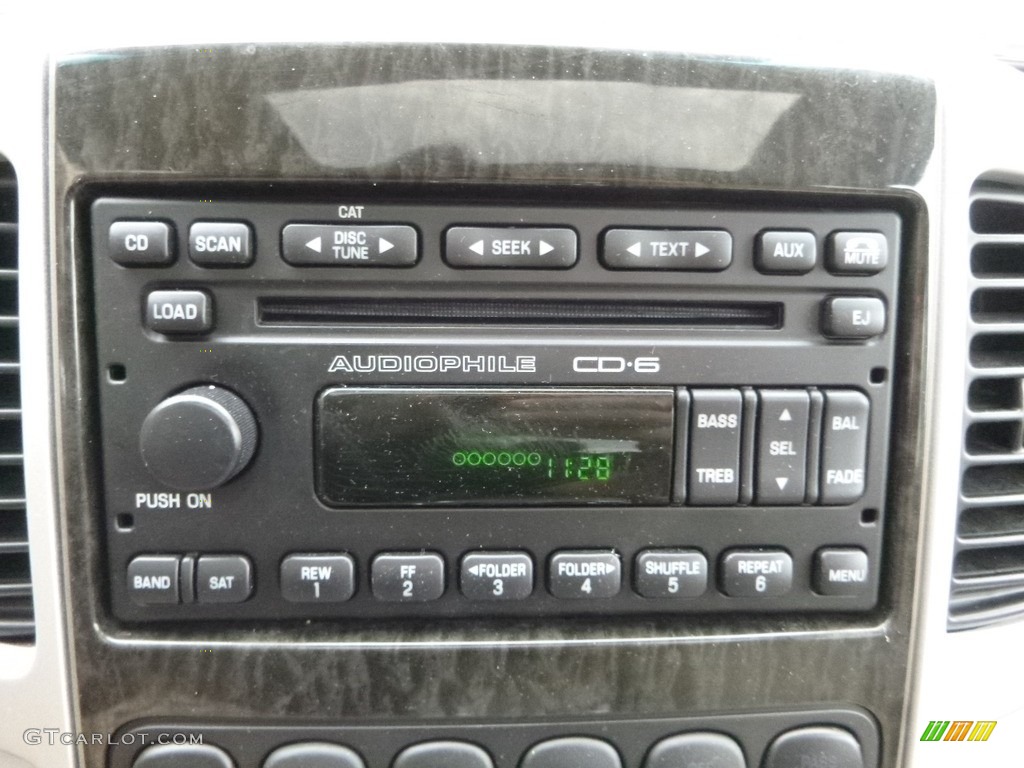 CAT
CD SCAN DISC TUNE SEEK TEXT AUX MUTE
LOAD EJ
AUDIOPHILE CD·6
BASS SEL BAL
TREB FADE
11:28
PUSH ON
BAND SAT REW 1 FF 2 FOLDER 3 FOLDER 4 SHUFFLE 5 REPEAT 6 MENU
GTCARLOT.COM